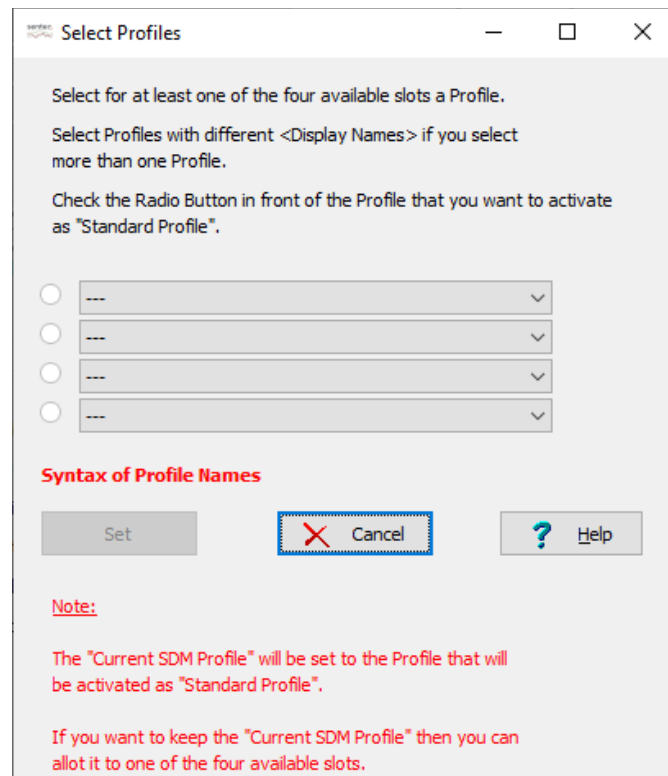 sentec
Select Profiles
Select for at least one of the four available slots a Profile.
Select Profiles with different <Display Names> if you select
more than one Profile.
Check the Radio Button in front of the Profile that you want to activate
as "Standard Profile".
---
---
---
---
Syntax of Profile Names
Set
Cancel
? Help
Note:
The "Current SDM Profile" will be set to the Profile that will
be activated as "Standard Profile".
If you want to keep the "Current SDM Profile" then you can
allot it to one of the four available slots.